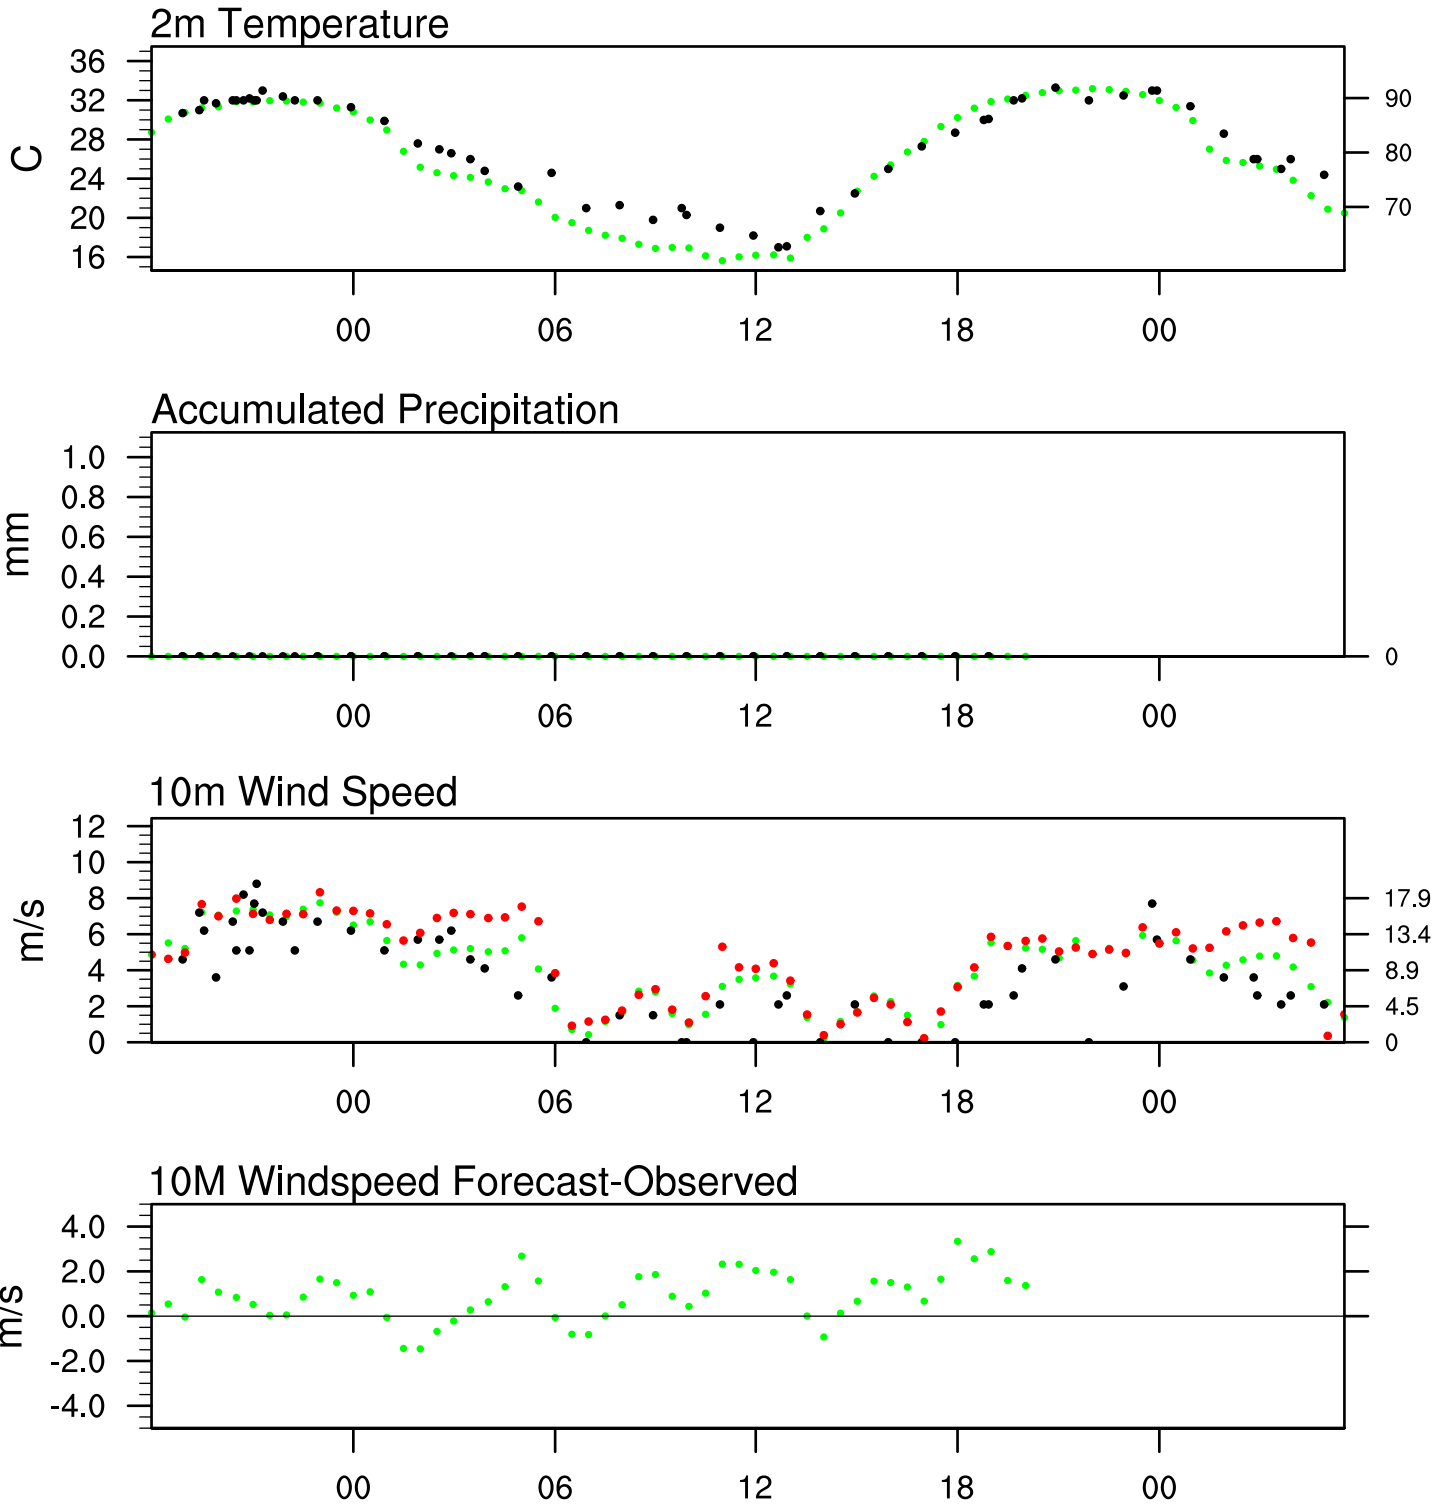 2m Temperature
36
32
28
24
20
16
C
90
80
70
00 06 12 18 00
Accumulated Precipitation
1.0
0.8
0.6
0.4
0.2
0.0
mm
0
00 06 12 18 00
10m Wind Speed
12
10
8
6
4
2
0
m/s
17.9
13.4
8.9
4.5
0
00 06 12 18 00
10M Windspeed Forecast-Observed
4.0
2.0
0.0
-2.0
-4.0
m/s
00 06 12 18 00